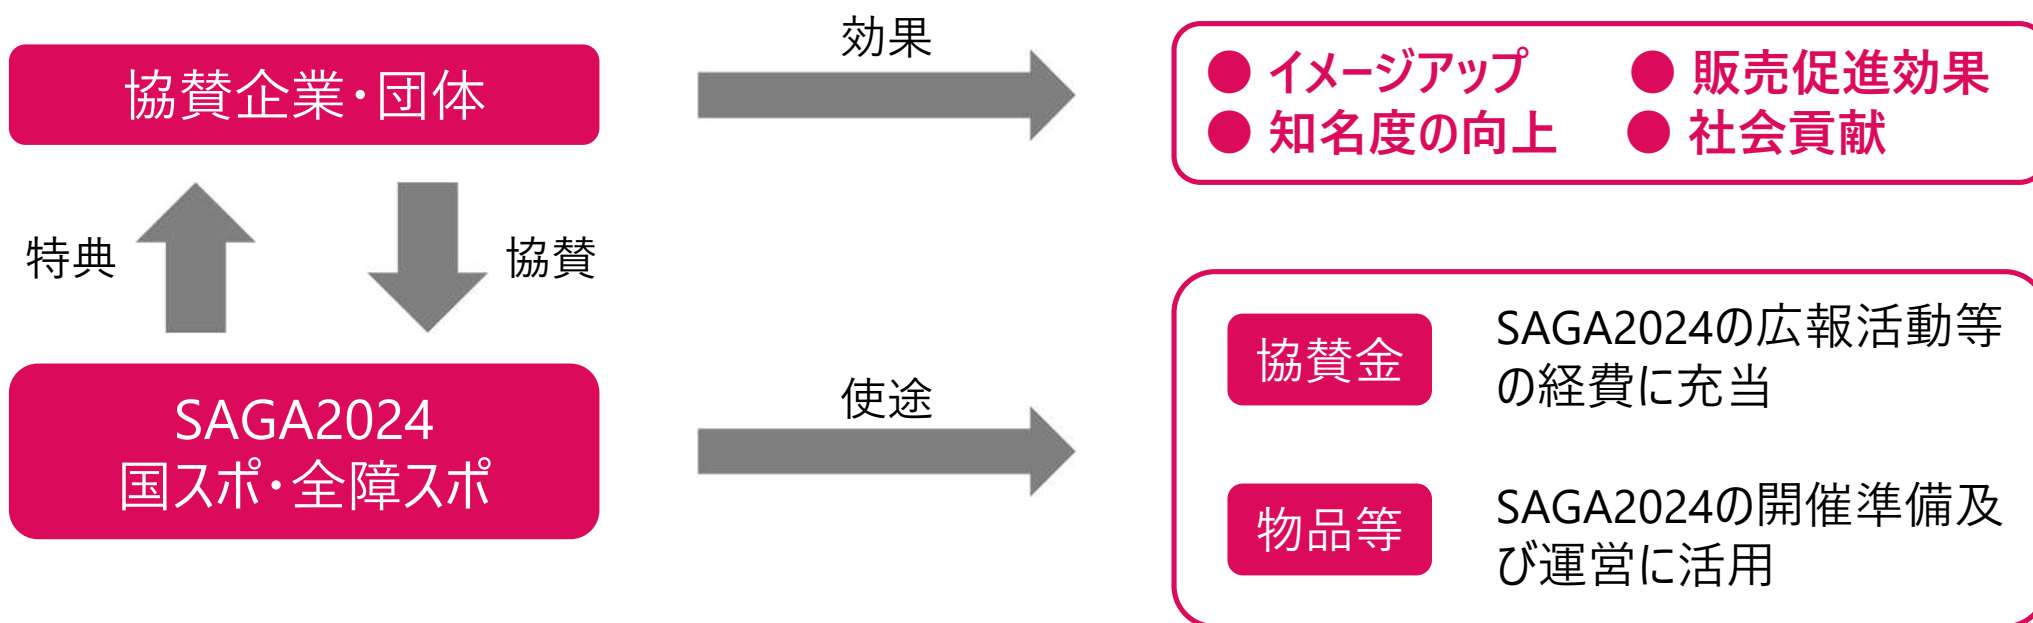 協賛企業・団体
効果
● イメージアップ ● 販売促進効果
● 知名度の向上 ● 社会貢献
特典
協賛
SAGA2024
国スポ・全障スポ
使途
協賛金
SAGA2024の広報活動等
の経費に充当
物品等
SAGA2024の開催準備及
び運営に活用